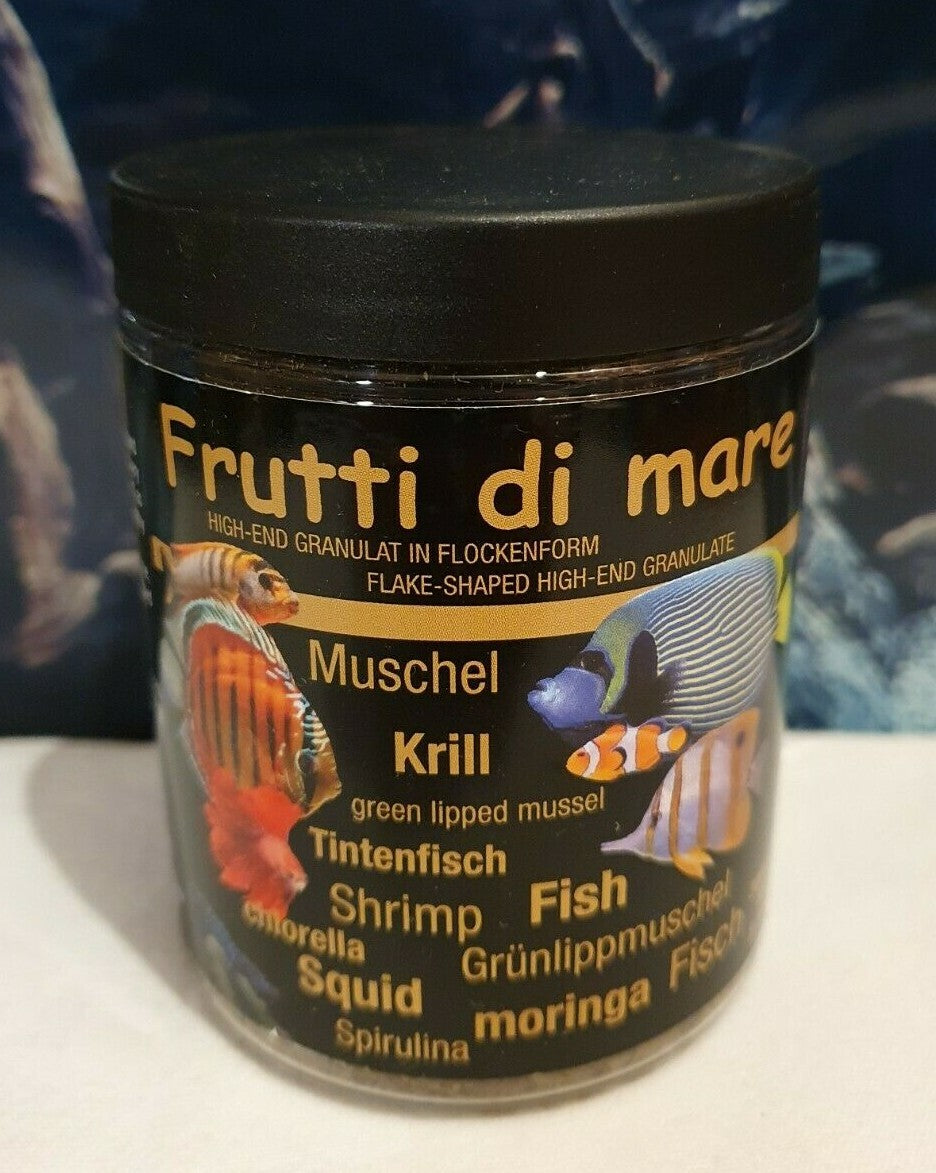 Frutti di mare
HIGH-END GRANULAT IN FLOCKENFORM
FLAKE-SHAPED HIGH-END GRANULATE
Muschel
Krill
green lipped mussel
Tintenfisch
Shrimp
Fish
chlorella
Grünlippmuschel
Squid
Fisch
moringa
Spirulina